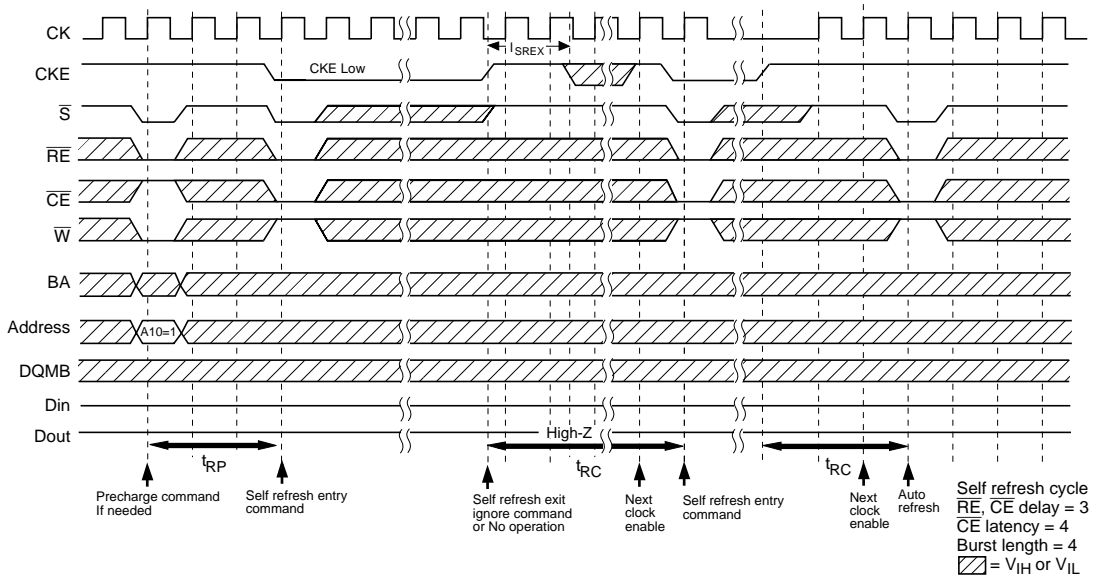 CK
lSREX
CKE
CKE Low
S
RE
CE
W
BA
Address
A10=1
DQMB
Din
Dout
High-Z
tRP
tRC
tRC
Precharge command
If needed
Self refresh entry
command
Self refresh exit
ignore command
or No operation
Next
clock
enable
Self refresh entry
command
Next
clock
enable
Auto
refresh
Self refresh cycle
RE, CE delay = 3
CE latency = 4
Burst length = 4
= VIH or VIL